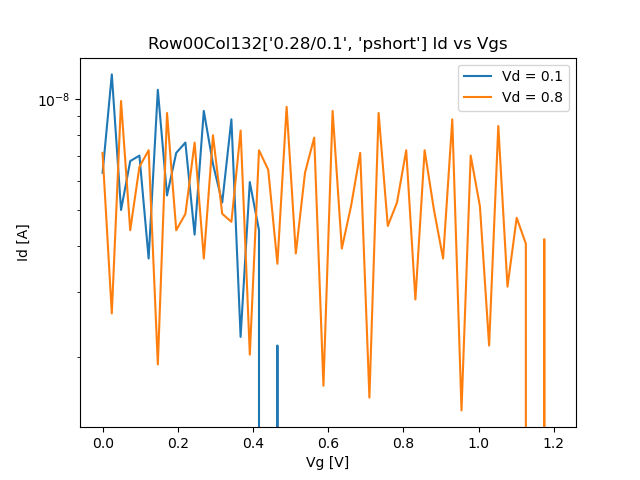 Row00Col132['0.28/0.1', 'pshort'] Id vs Vgs
Vd = 0.1
Vd = 0.8
10⁻⁸
Id [A]
0.0 0.2 0.4 0.6 0.8 1.0 1.2
Vg [V]